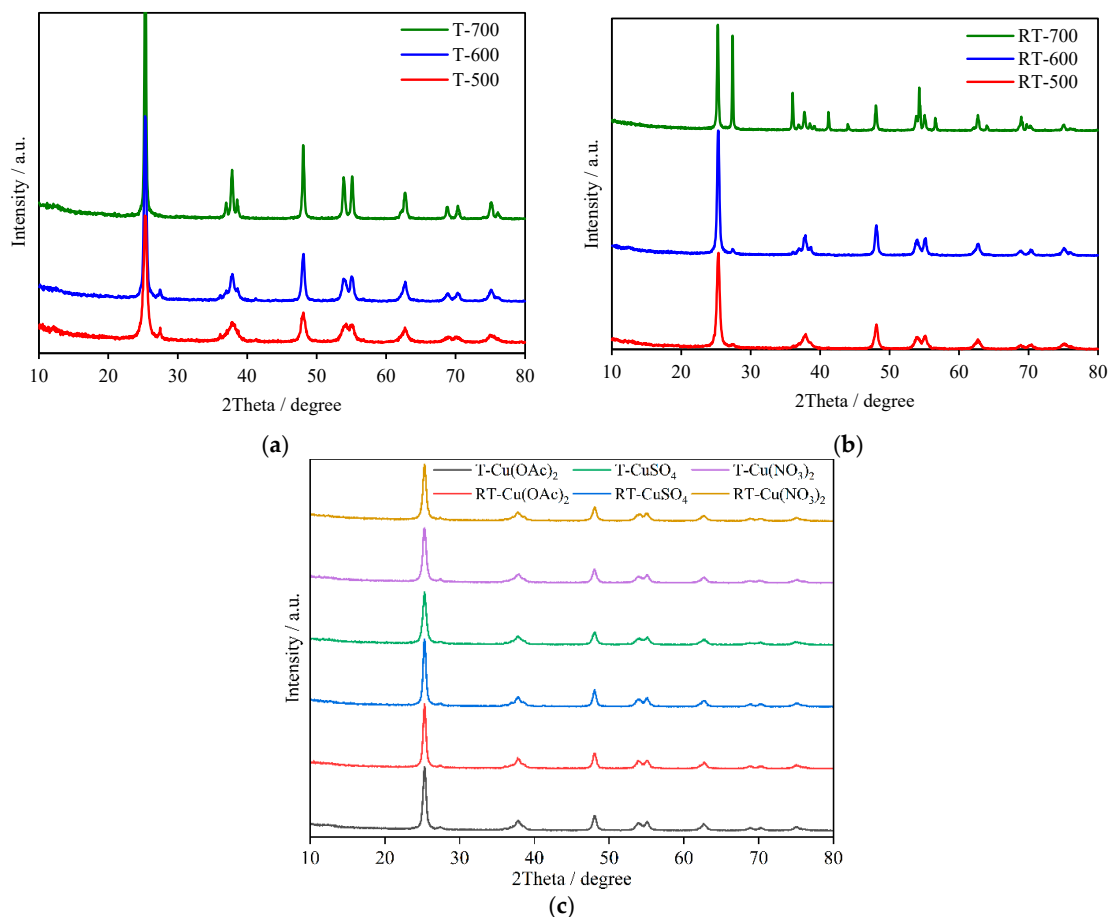 T-700
T-600
T-500
Intensity / a.u.
10 20 30 40 50 60 70 80
2Theta / degree
(a)
RT-700
RT-600
RT-500
Intensity / a.u.
10 20 30 40 50 60 70 80
2Theta / degree
(b)
T-Cu(OAc)₂ T-CuSO₄ T-Cu(NO₃)₂
RT-Cu(OAc)₂ RT-CuSO₄ RT-Cu(NO₃)₂
Intensity / a.u.
10 20 30 40 50 60 70 80
2Theta / degree
(c)